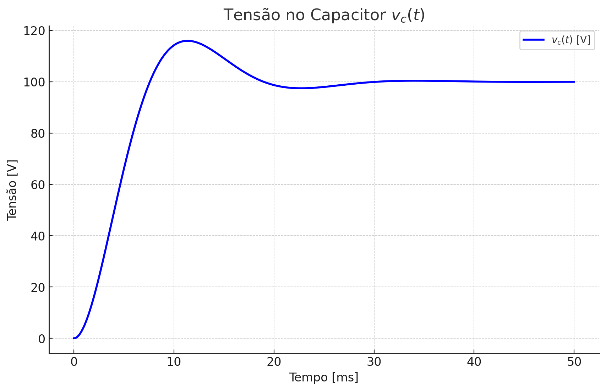 Tensão no Capacitor v_c(t)
v_c(t) [V]
Tensão [V]
120
100
80
60
40
20
0
0 10 20 30 40 50
Tempo [ms]